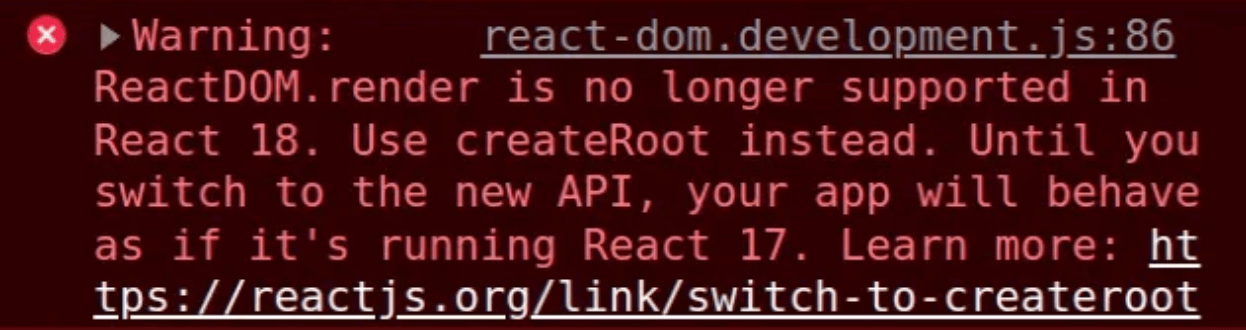 Warning: react-dom.development.js:86
ReactDOM.render is no longer supported in
React 18. Use createRoot instead. Until you
switch to the new API, your app will behave
as if it's running React 17. Learn more: ht
tps://reactjs.org/link/switch-to-createroot